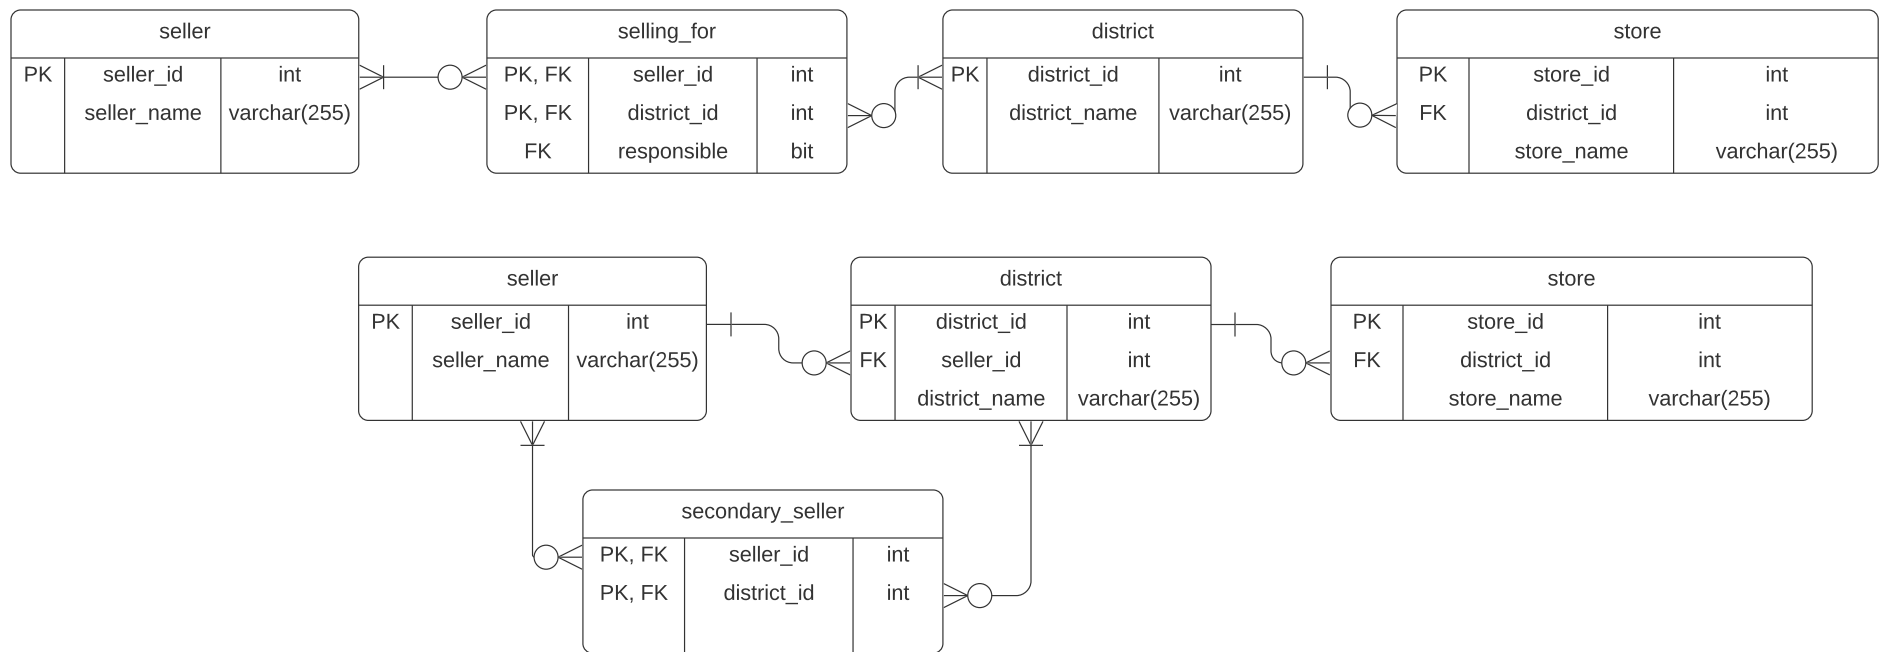 seller
PK seller_id int
seller_name varchar(255)
selling_for
PK, FK seller_id int
PK, FK district_id int
FK responsible bit
district
PK district_id int
district_name varchar(255)
store
PK store_id int
FK district_id int
store_name varchar(255)
seller
PK seller_id int
seller_name varchar(255)
district
PK district_id int
FK seller_id int
district_name varchar(255)
store
PK store_id int
FK district_id int
store_name varchar(255)
secondary_seller
PK, FK seller_id int
PK, FK district_id int